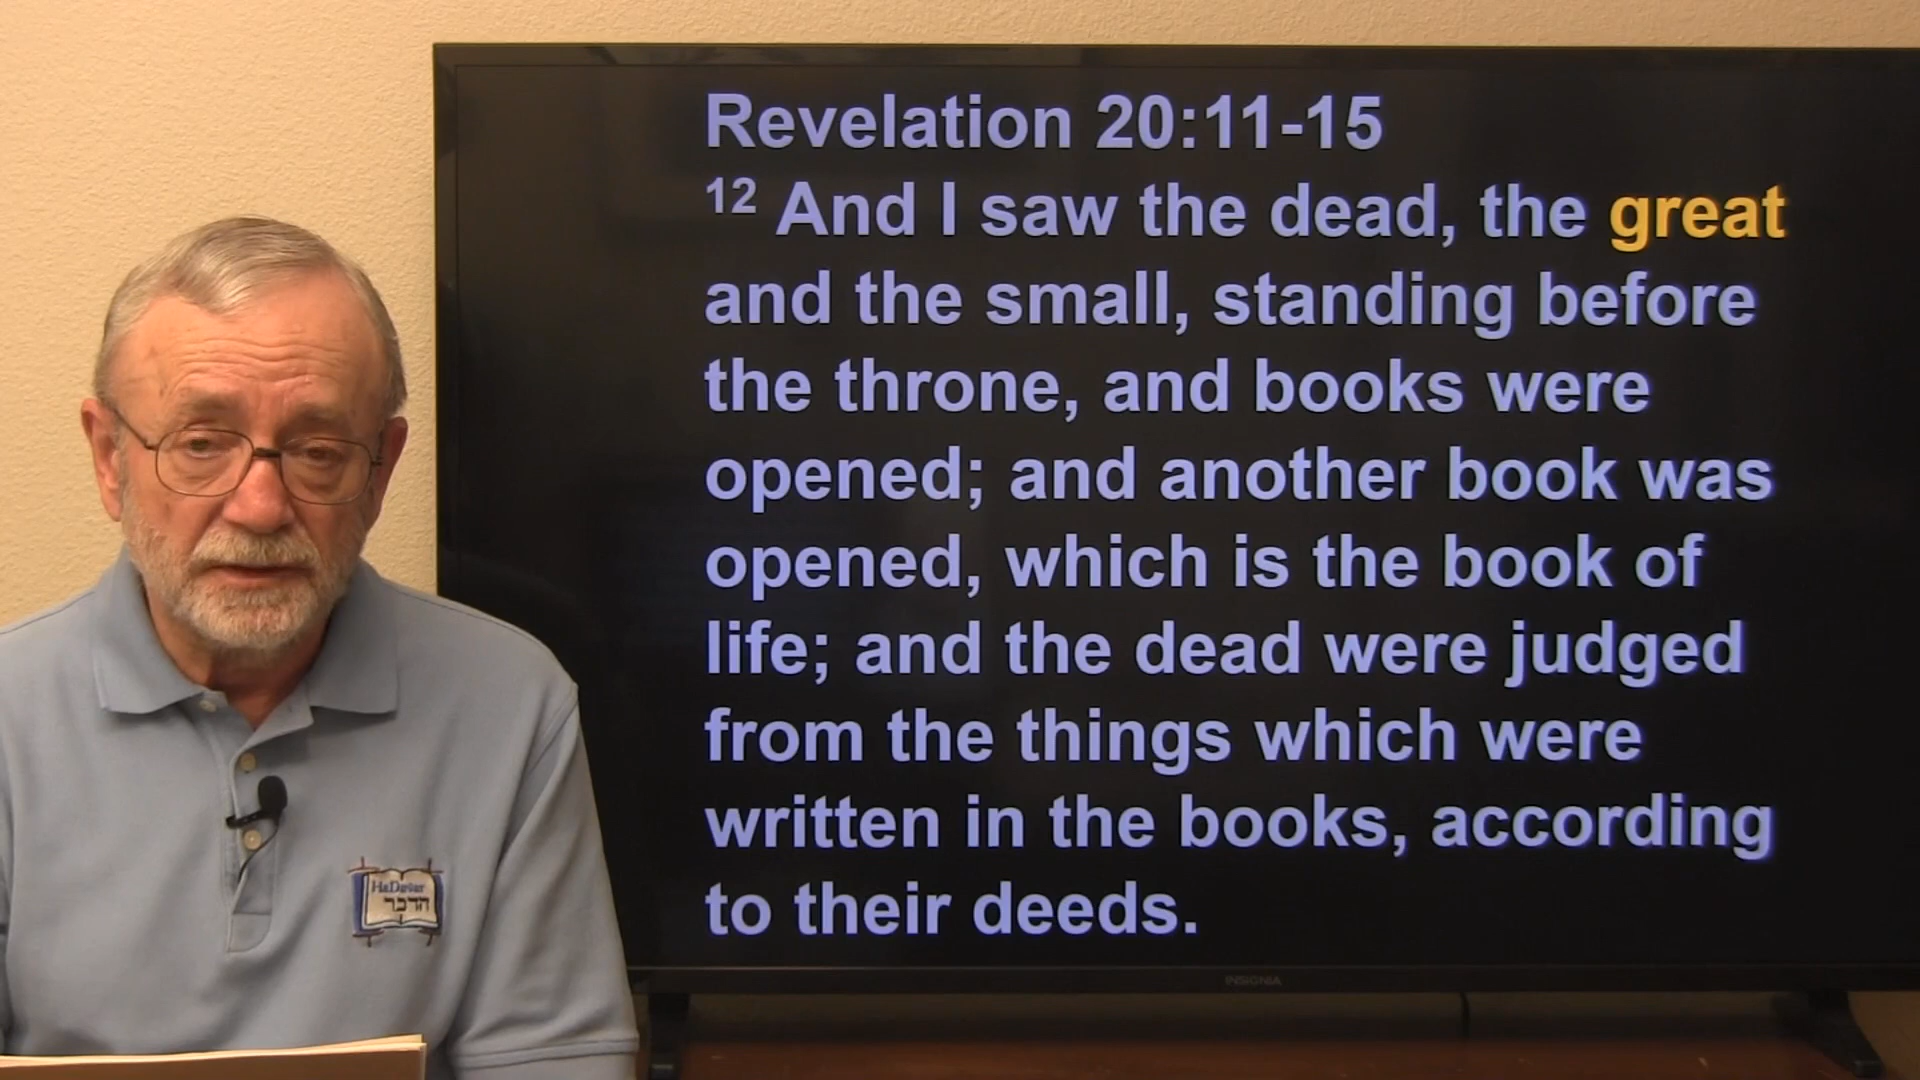 Revelation 20:11-15
12 And I saw the dead, the great
and the small, standing before
the throne, and books were
opened; and another book was
opened, which is the book of
life; and the dead were judged
from the things which were
written in the books, according
to their deeds.
HaDavar
הדבר
INSIGNIA